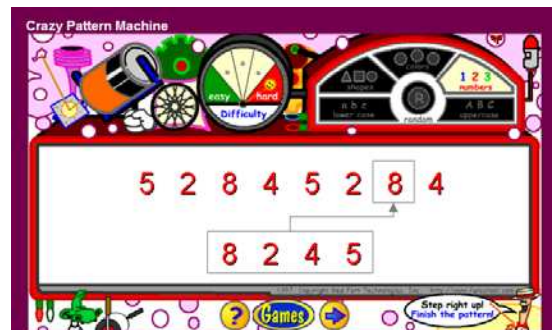 Crazy Pattern Machine
easy
hard
Difficulty
shapes
colors
1 2 3
numbers
a b c
lower case
R
random
A B C
uppercase
5 2 8 4 5 2 8 4
8 2 4 5
?
Games
Step right up!
Finish the pattern!